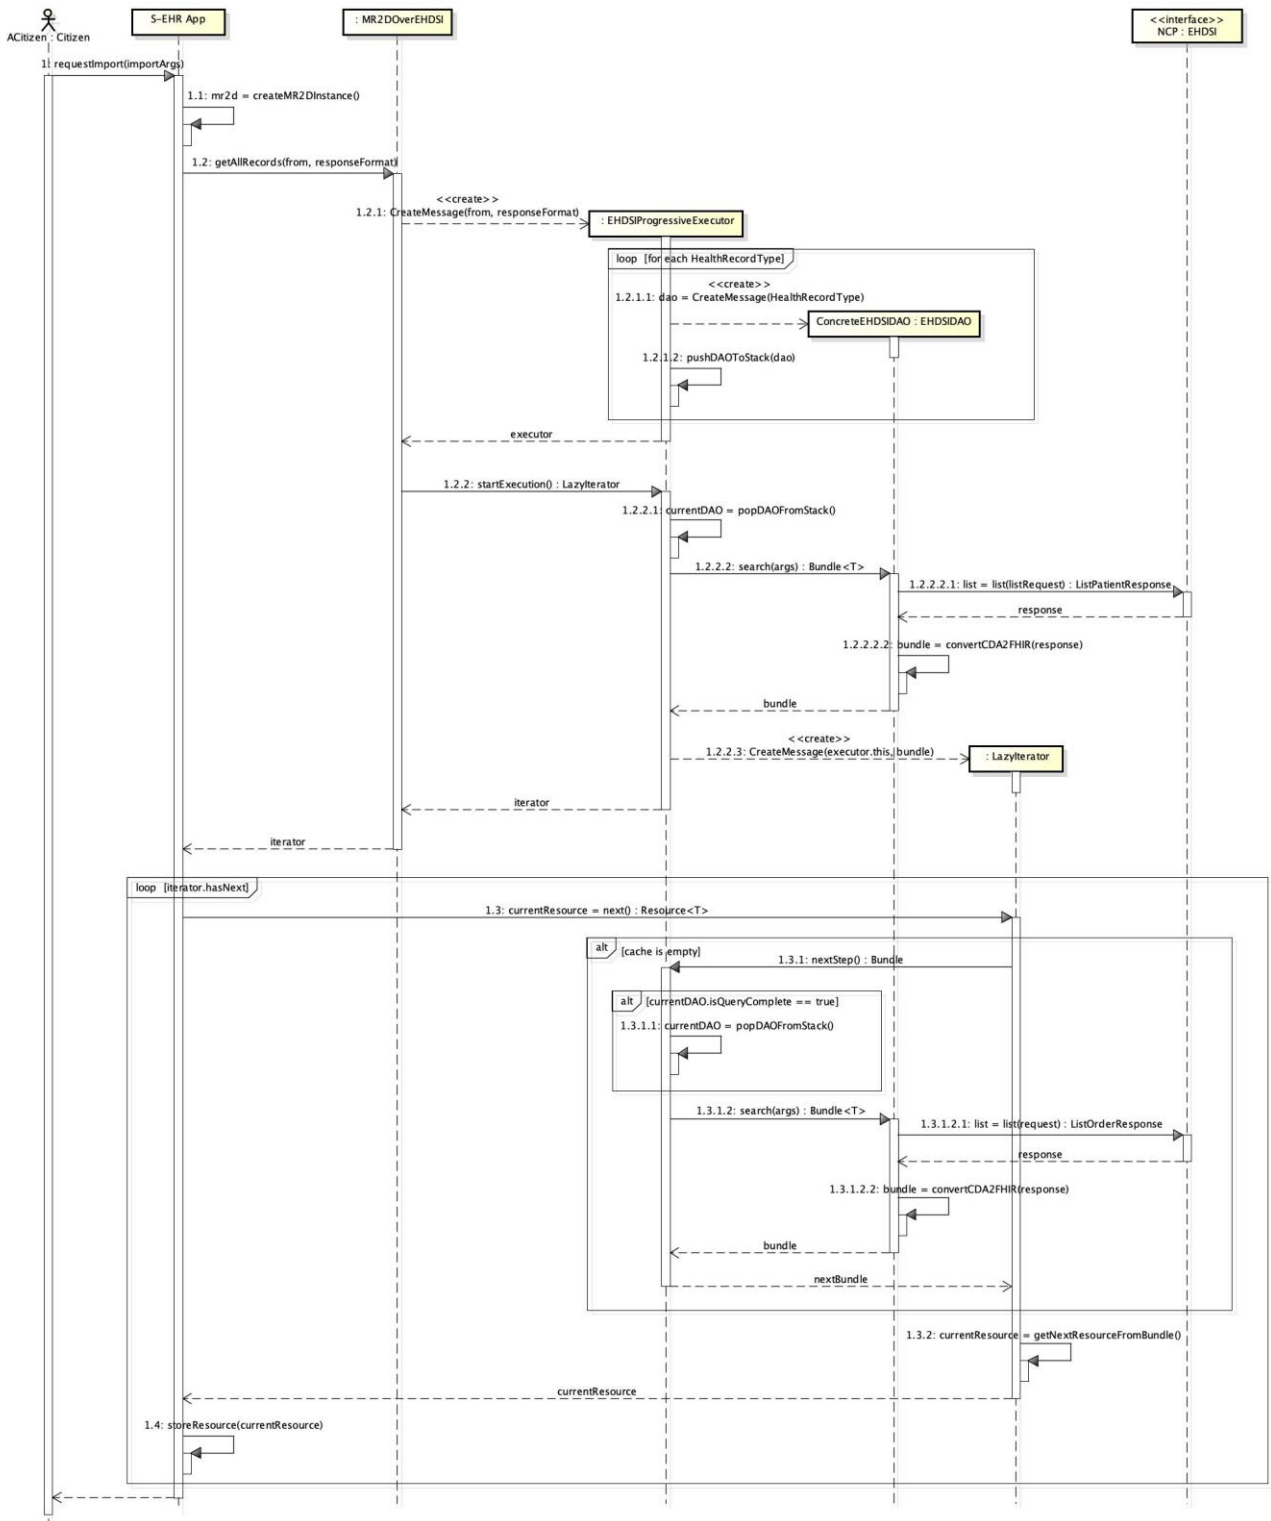 ACitizen : Citizen
S-EHR App
: MR2DOverEHDSI
<<interface>>
NCP : EHDSI
1: requestImport(importArgs)
1.1: mr2d = createMR2DInstance()
1.2: getAllRecords(from, responseFormat)
<<create>>
1.2.1: CreateMessage(from, responseFormat)
: EHDSIProgressiveExecutor
loop [for each HealthRecordType]
<<create>>
1.2.1.1: dao = CreateMessage(HealthRecordType)
ConcreteEHDSIDAO : EHDSIDAO
1.2.1.2: pushDAOToStack(dao)
executor
1.2.2: startExecution() : LazyIterator
1.2.2.1: currentDAO = popDAOFromStack()
1.2.2.2: search(args) : Bundle<T>
1.2.2.2.1: list = list(listRequest) : ListPatientResponse
response
1.2.2.2.2: bundle = convertCDA2FHIR(response)
bundle
<<create>>
1.2.2.3: CreateMessage(executor.this, bundle)
: LazyIterator
iterator
iterator
loop [iterator.hasNext]
1.3: currentResource = next() : Resource<T>
alt [cache is empty]
1.3.1: nextStep() : Bundle
alt [currentDAO.isQueryComplete == true]
1.3.1.1: currentDAO = popDAOFromStack()
1.3.1.2: search(args) : Bundle<T>
1.3.1.2.1: list = list(request) : ListOrderResponse
response
1.3.1.2.2: bundle = convertCDA2FHIR(response)
bundle
nextBundle
1.3.2: currentResource = getNextResourceFromBundle()
currentResource
1.4: storeResource(currentResource)